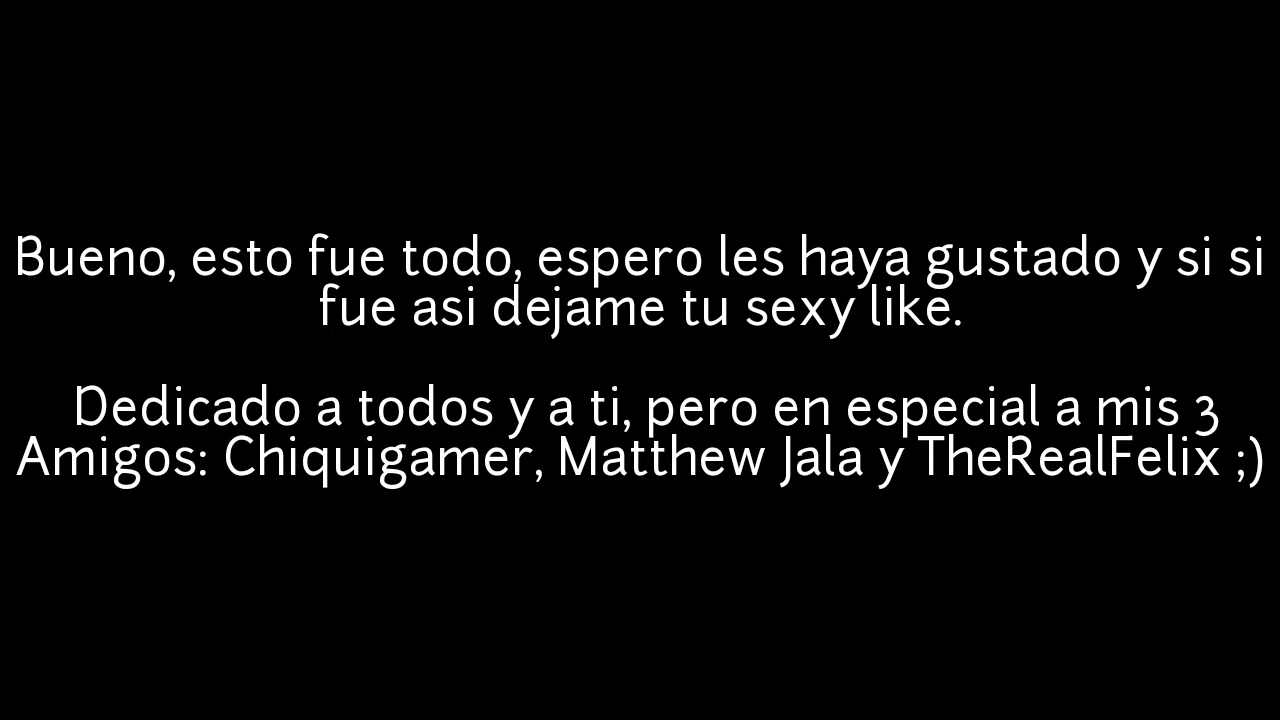 Bueno, esto fue todo, espero les haya gustado y si si
fue asi dejame tu sexy like.
Dedicado a todos y a ti, pero en especial a mis 3
Amigos: Chiquigamer, Matthew Jala y TheRealFelix ;)